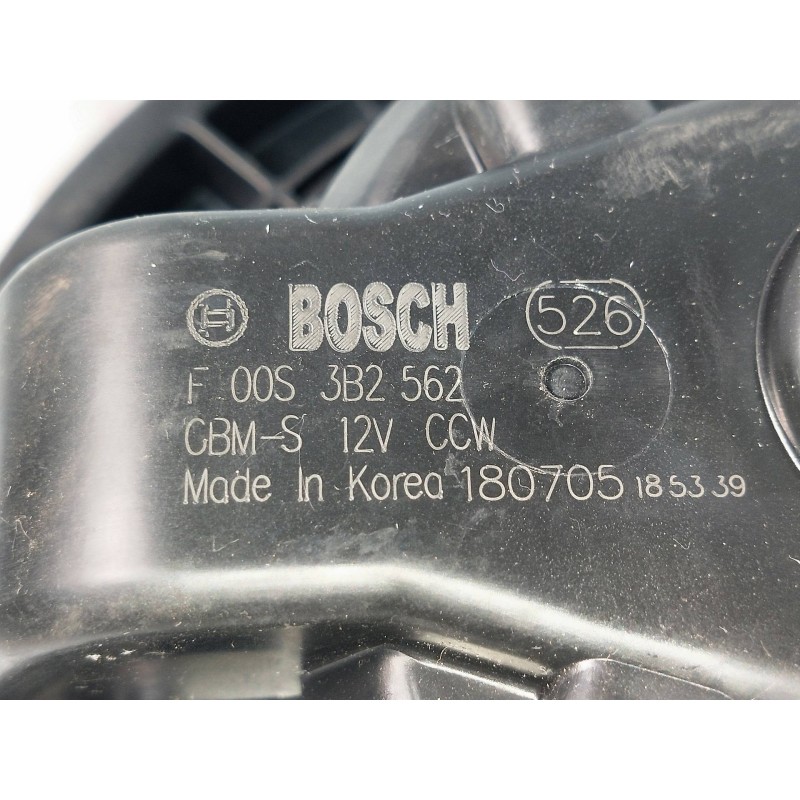 BOSCH 526
F 00S 3B2 562
GBM-S 12V CCW
Made In Korea 180705 18 53 39